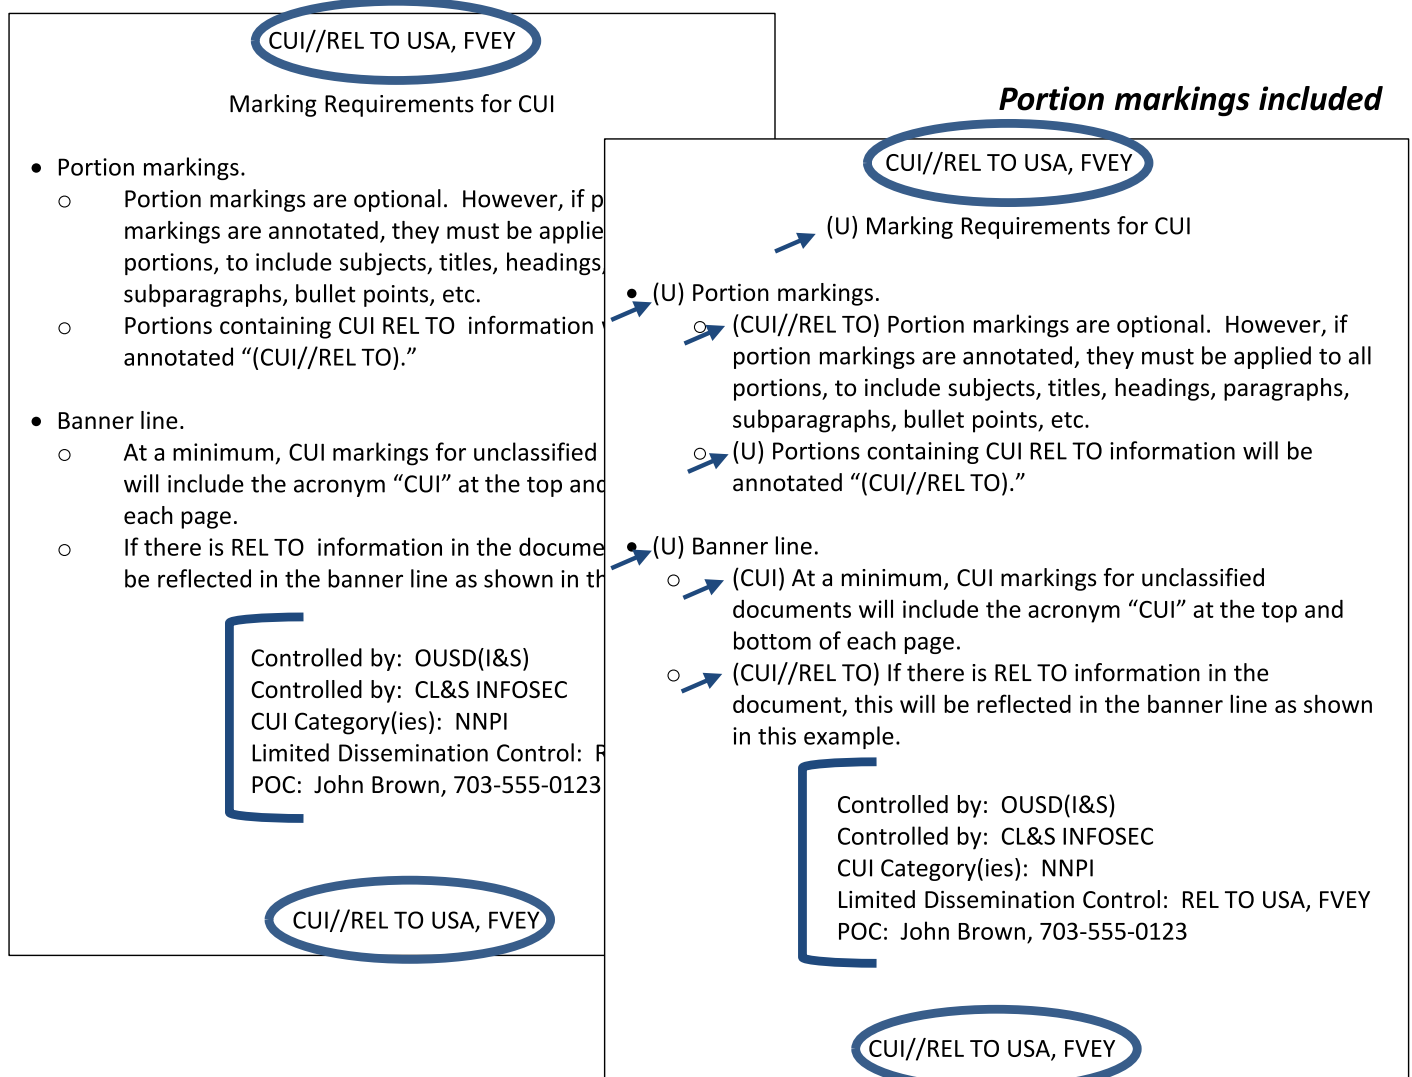 CUI//REL TO USA, FVEY
Marking Requirements for CUI
• Portion markings.
o Portion markings are optional.  However, if
markings are annotated, they must be
portions, to include subjects, titles, headings,
subparagraphs, bullet points, etc.
o Portions containing CUI REL TO  information
annotated “(CUI//REL TO).”
• Banner line.
o At a minimum, CUI markings for unclassified
will include the acronym “CUI” at the top and
each page.
o If there is REL TO  information in the
be reflected in the banner line as shown in
Controlled by:  OUSD(I&S)
Controlled by:  CL&S INFOSEC
CUI Category(ies):  NNPI
Limited Dissemination Control:
POC:  John Brown, 703-555-0123
CUI//REL TO USA, FVEY
Portion markings included
CUI//REL TO USA, FVEY
(U) Marking Requirements for CUI
• (U) Portion markings.
o (CUI//REL TO) Portion markings are optional.  However, if
portion markings are annotated, they must be applied to all
portions, to include subjects, titles, headings, paragraphs,
subparagraphs, bullet points, etc.
o (U) Portions containing CUI REL TO information will be
annotated “(CUI//REL TO).”
• (U) Banner line.
o (CUI) At a minimum, CUI markings for unclassified
documents will include the acronym “CUI” at the top and
bottom of each page.
o (CUI//REL TO) If there is REL TO information in the
document, this will be reflected in the banner line as shown
in this example.
Controlled by:  OUSD(I&S)
Controlled by:  CL&S INFOSEC
CUI Category(ies):  NNPI
Limited Dissemination Control:  REL TO USA, FVEY
POC:  John Brown, 703-555-0123
CUI//REL TO USA, FVEY